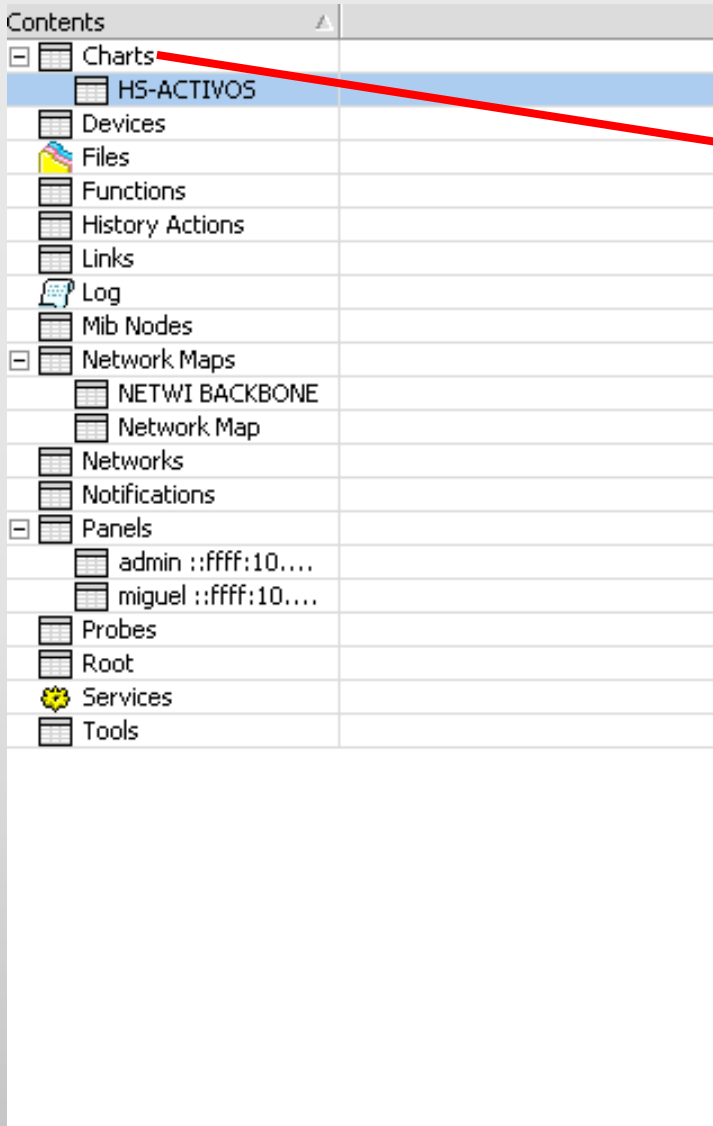 Contents
Charts
HS-ACTIVOS
Devices
Files
Functions
History Actions
Links
Log
Mib Nodes
Network Maps
NETWI BACKBONE
Network Map
Networks
Notifications
Panels
admin ::ffff:10....
miguel ::ffff:10....
Probes
Root
Services
Tools